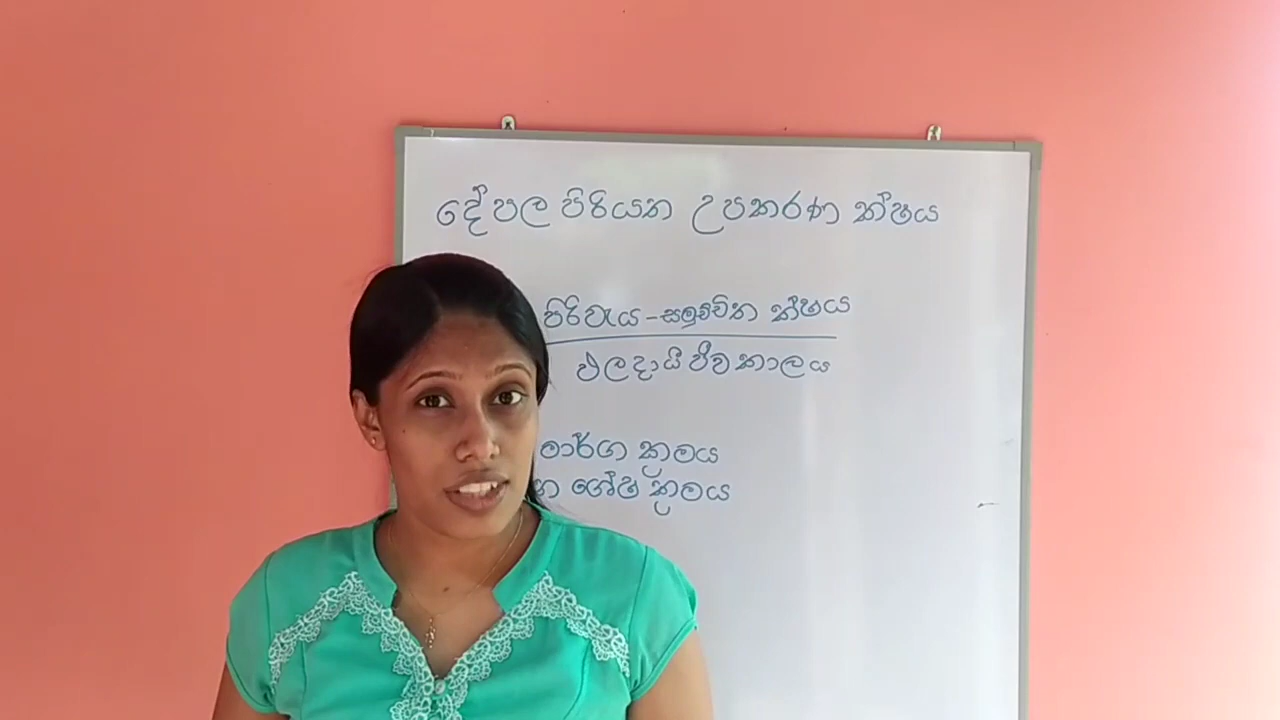 දේපල පිරියත උපකරණ ක්ෂය
පිරිවැය - සමුච්චිත ක්ෂය
ඵලදායී ජීව කාලය
මාර්ග ක්‍රමය
ශේෂ ක්‍රමය